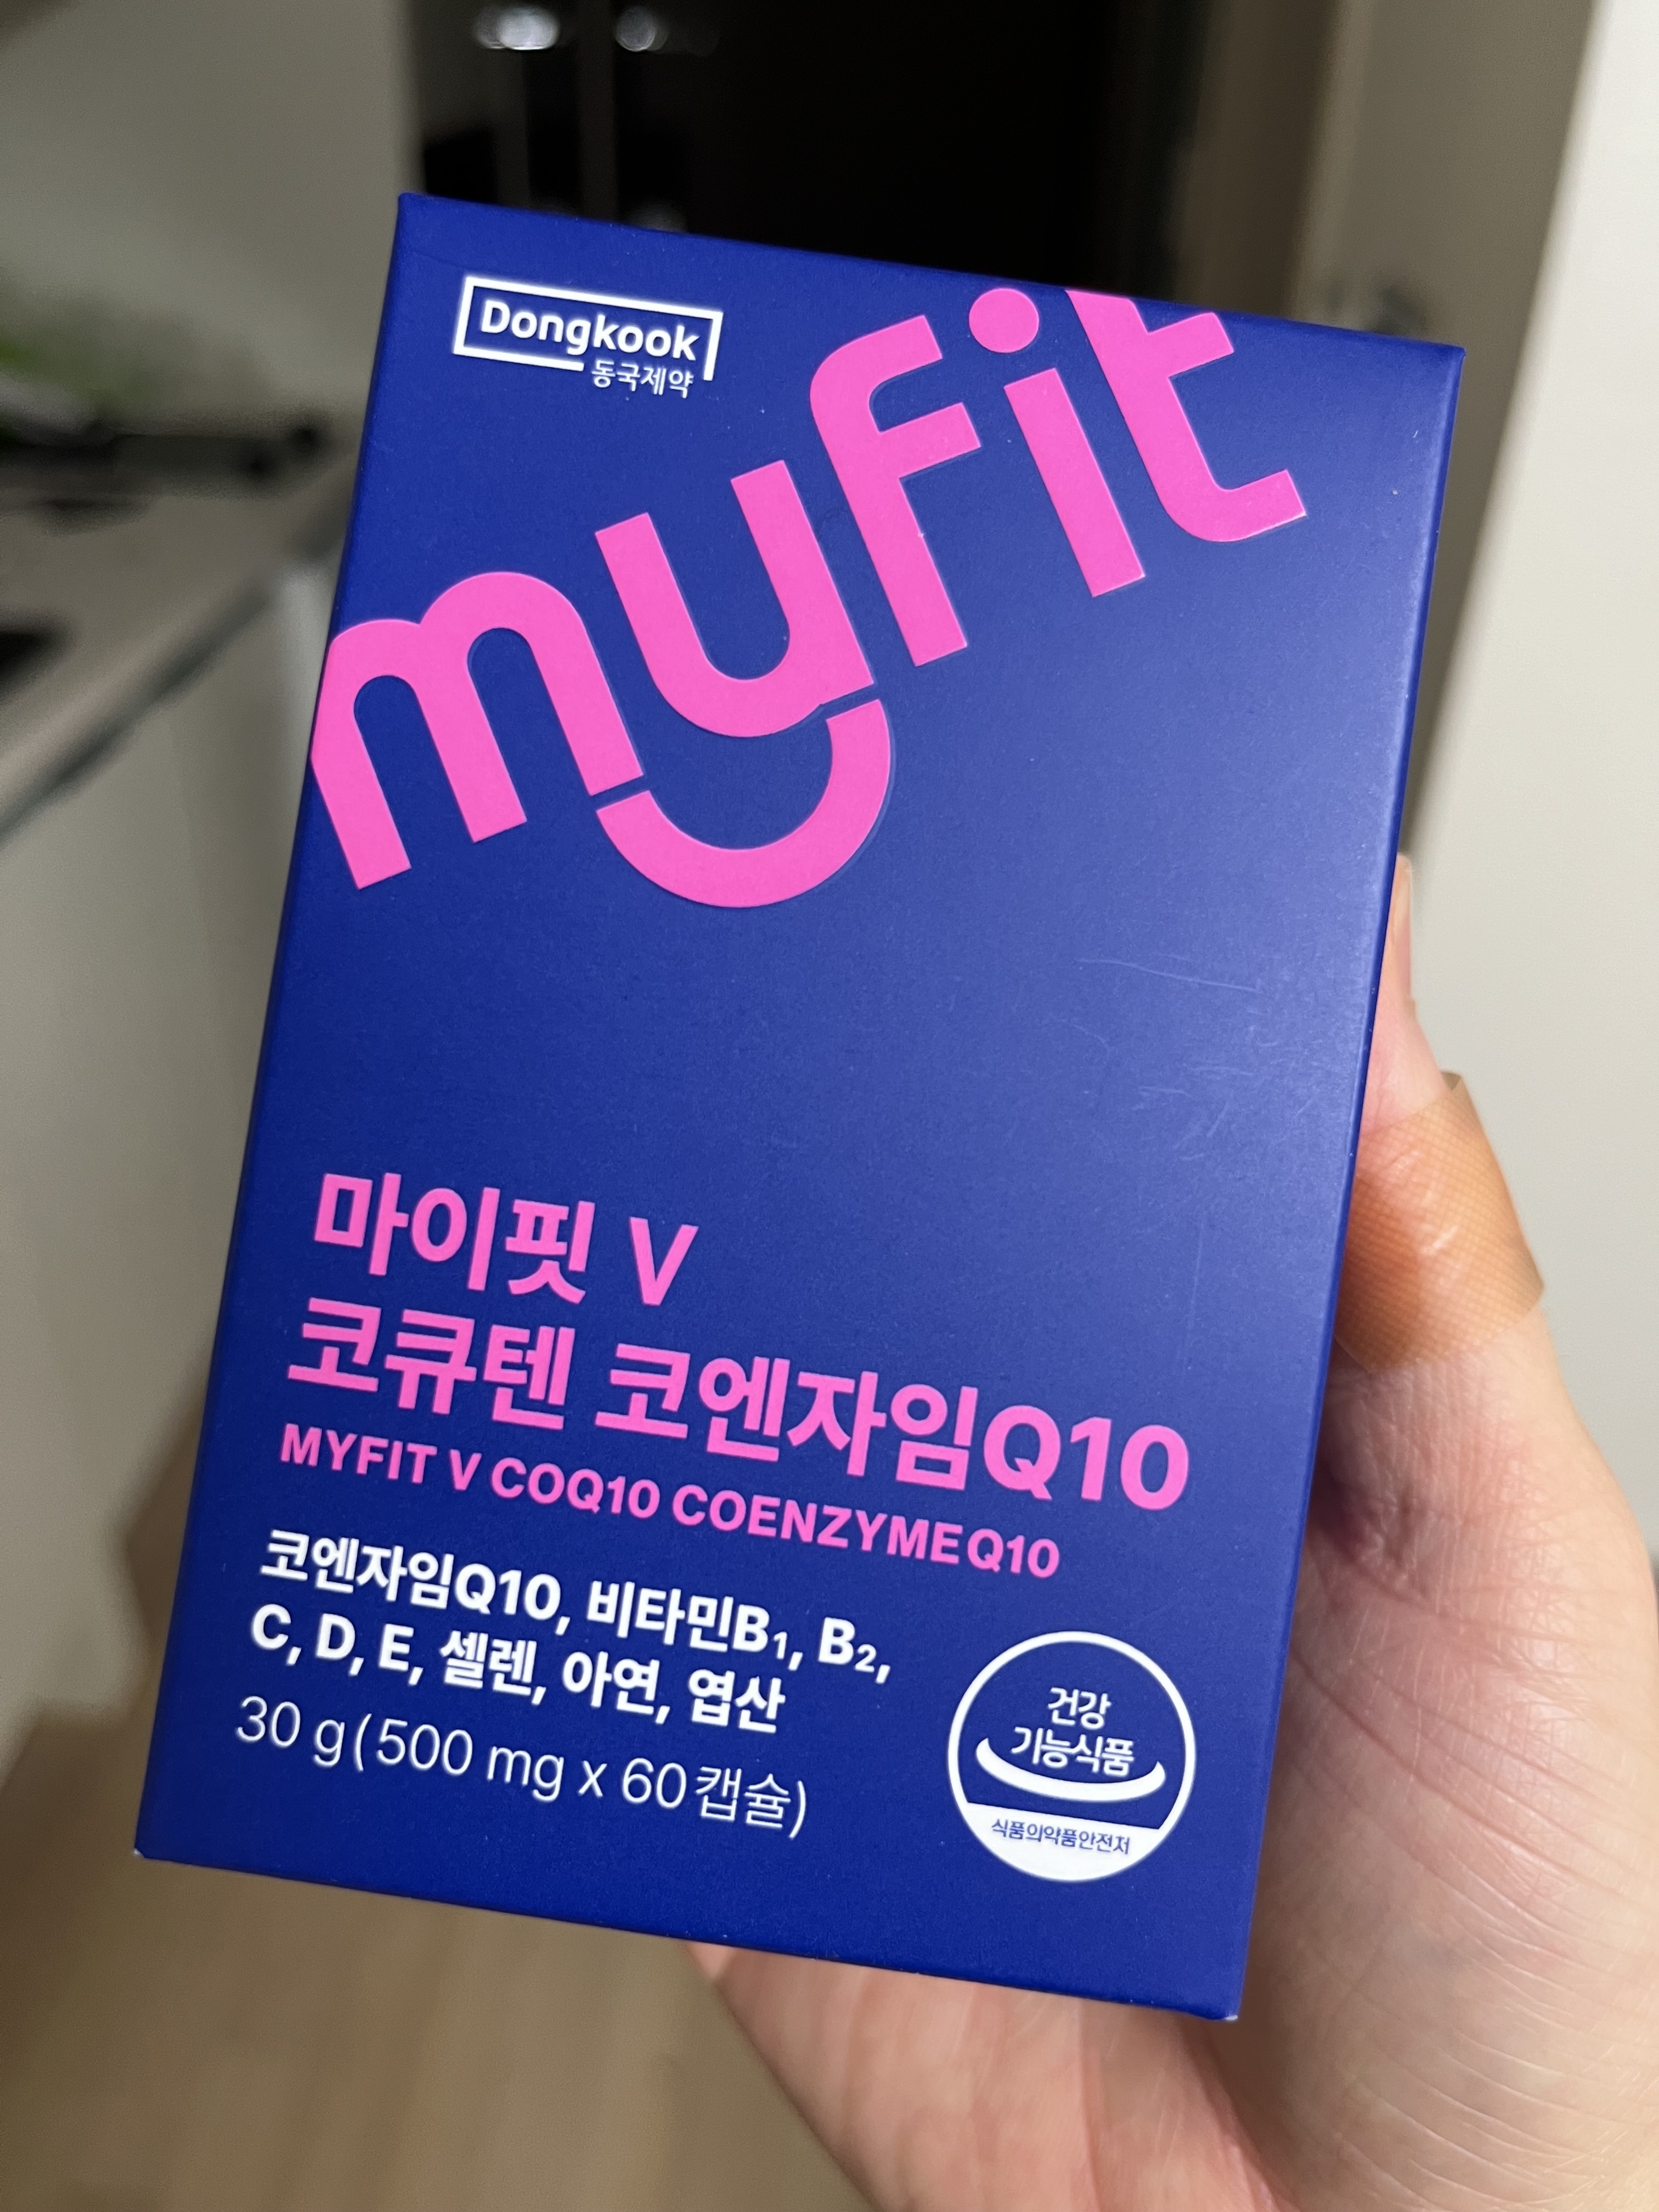 Dongkook
동국제약
myfit
마이핏 V
코큐텐 코엔자임Q10
MYFIT V COQ10 COENZYME Q10
코엔자임Q10, 비타민B₁, B₂,
C, D, E, 셀렌, 아연, 엽산
30 g(500 mg x 60캡슐)
건강
기능식품
식품의약품안전처